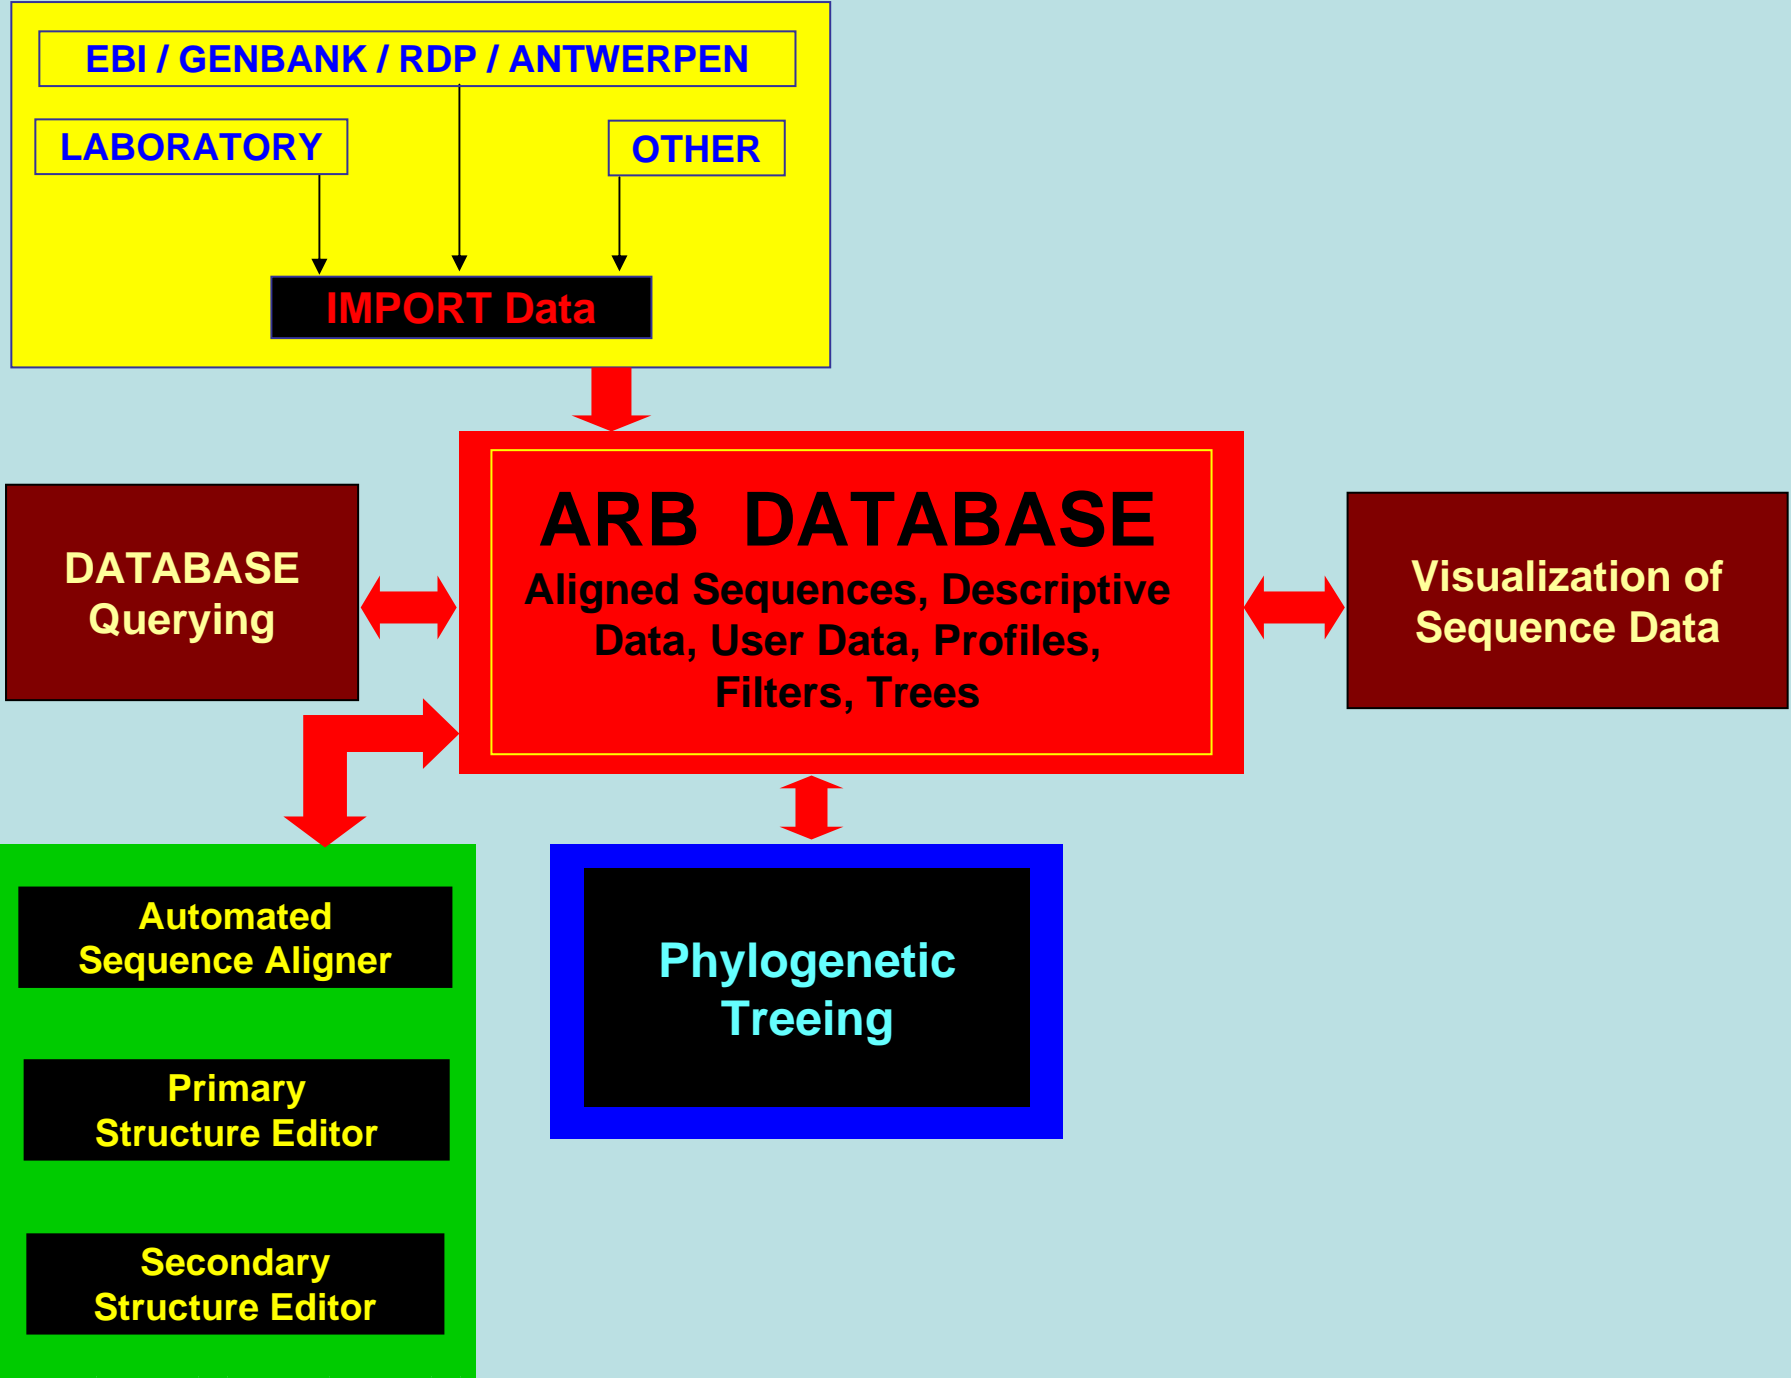 EBI / GENBANK / RDP / ANTWERPEN
LABORATORY
OTHER
IMPORT Data
ARB DATABASE
Aligned Sequences, Descriptive
Data, User Data, Profiles,
Filters, Trees
DATABASE
Querying
Visualization of
Sequence Data
Automated
Sequence Aligner
Primary
Structure Editor
Secondary
Structure Editor
Phylogenetic
Treeing